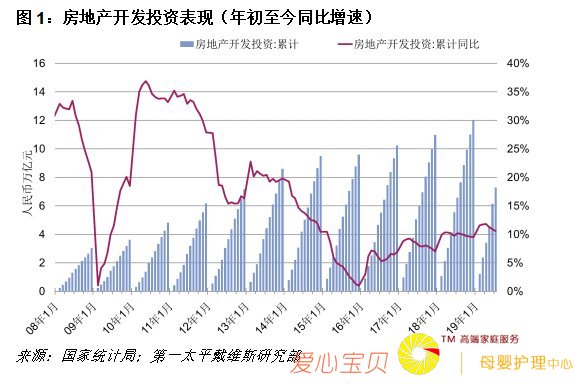 图 1：房地产开发投资表现（年初至今同比增速）
房地产开发投资:累计 房地产开发投资:累计同比
16 40%
14 35%
12 30%
10 25%
8 20%
6 15%
4 10%
2 5%
0 0%
人民币万亿元
08年1月 09年1月 10年1月 11年1月 12年1月 13年1月 14年1月 15年1月 16年1月 17年1月 18年1月 19年1月
来源：国家统计局；第一太平戴维斯研究部
爱心宝贝
TM 高端家庭服务
母婴护理中心